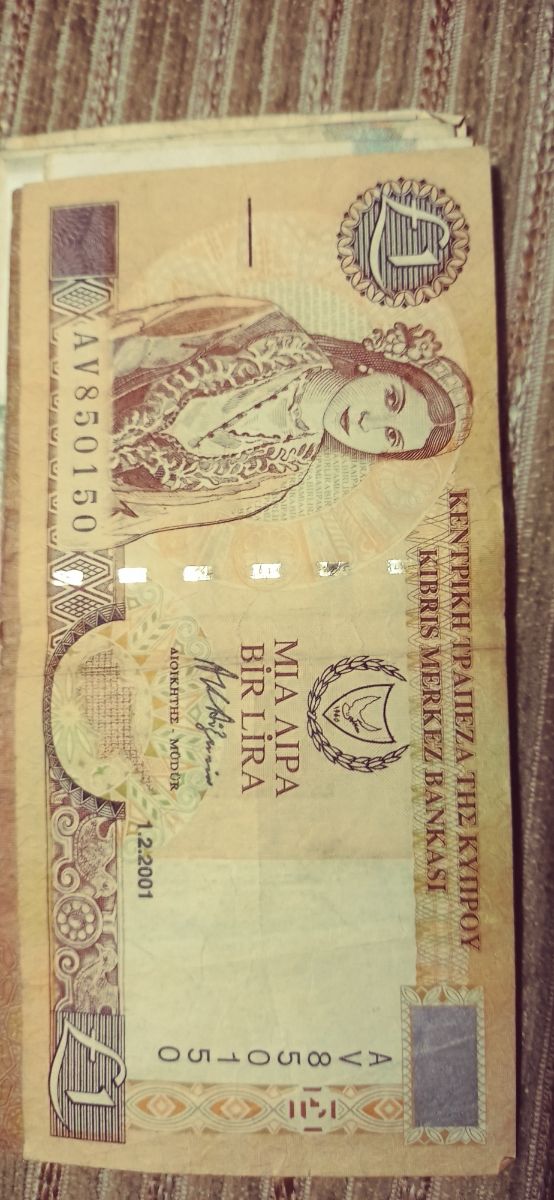 £1
ΚΕΝΤΡΙΚΗ ΤΡΑΠΕΖΑ ΤΗΣ ΚΥΠΡΟΥ
KIBRIS MERKEZ BANKASI
1960
ΜΙΑ ΛΙΡΑ
BİR LİRA
ΔΙΟΙΚΗΤΗΣ - MÜDÜR
1.2.2001
AV850150
AV850150
£1